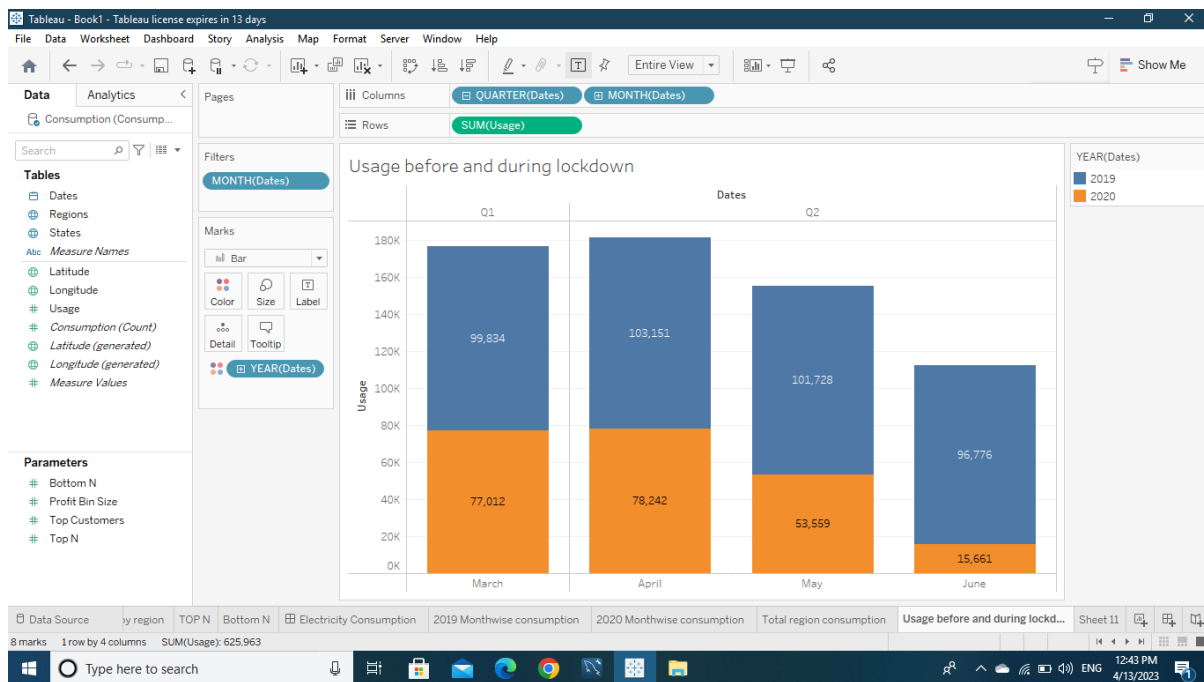 Tableau - Book1 - Tableau license expires in 13 days
File Data Worksheet Dashboard Story Analysis Map Format Server Window Help
Entire View
Show Me
Data Analytics
Pages
Columns
QUARTER(Dates) MONTH(Dates)
Consumption (Consump...
Rows
SUM(Usage)
Search
Tables
Dates
Regions
States
Abc Measure Names
Latitude
Longitude
# Usage
# Consumption (Count)
Latitude (generated)
Longitude (generated)
# Measure Values
Parameters
# Bottom N
# Profit Bin Size
# Top Customers
# Top N
Filters
MONTH(Dates)
Marks
Bar
Color Size Label
Detail Tooltip
YEAR(Dates)
Usage before and during lockdown
Dates
Q1 Q2
Usage
180K
160K
140K
120K
100K
80K
60K
40K
20K
0K
99,834 103,151 101,728 96,776
77,012 78,242 53,559 15,661
March April May June
YEAR(Dates)
2019
2020
Data Source by region TOP N Bottom N Electricity Consumption 2019 Monthwise consumption 2020 Monthwise consumption Total region consumption Usage before and during lockd... Sheet 11
8 marks 1 row by 4 columns SUM(Usage): 625,963
Type here to search
ENG
12:43 PM
4/13/2023